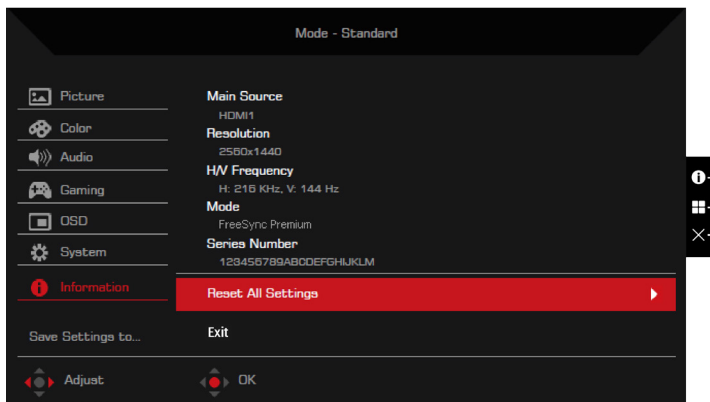 Mode - Standard
Picture
Color
Audio
Gaming
OSD
System
Information
Save Settings to...
Main Source
HDMI1
Resolution
2560x1440
H/V Frequency
H: 216 KHz, V: 144 Hz
Mode
FreeSync Premium
Series Number
123456789ABCDEFGHIJKLM
Reset All Settings
Exit
Adjust
OK